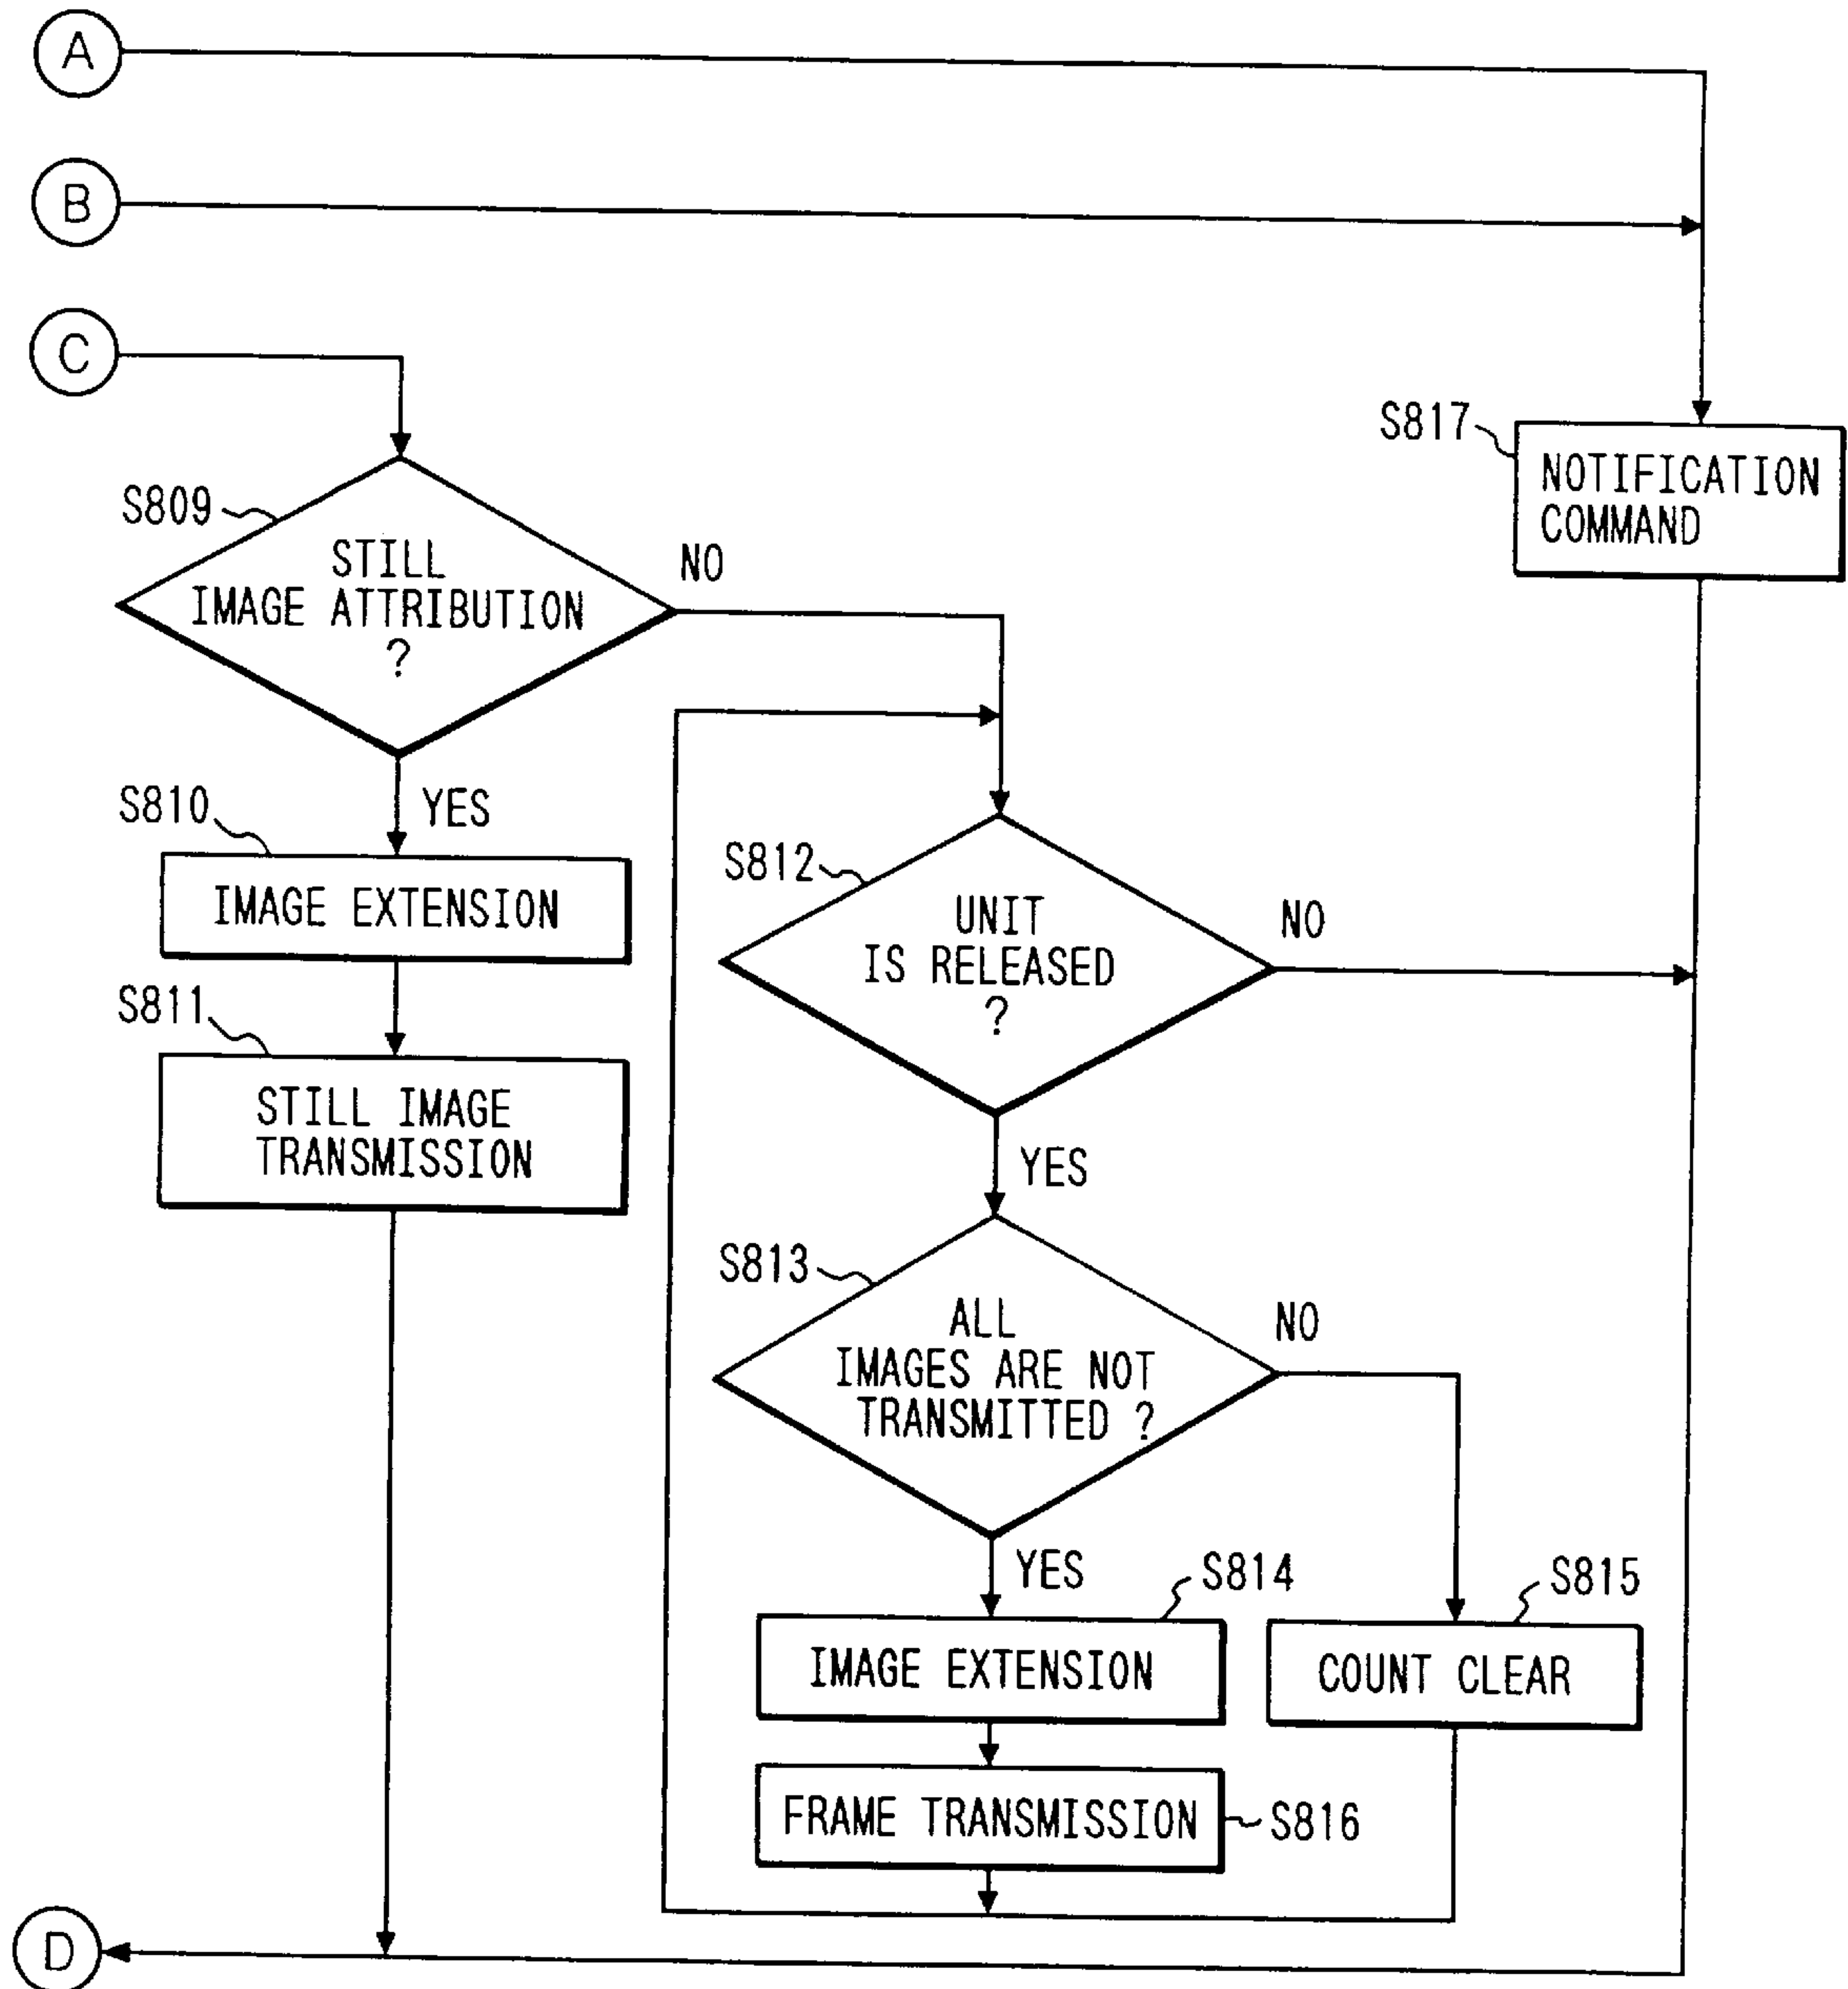 A
B
C
S817
NOTIFICATION
COMMAND
S809
STILL
IMAGE ATTRIBUTION
?
NO
YES
S810
IMAGE EXTENSION
S811
STILL IMAGE
TRANSMISSION
S812
UNIT
IS RELEASED
?
NO
YES
S813
ALL
IMAGES ARE NOT
TRANSMITTED ?
NO
YES
S814
IMAGE EXTENSION
S815
COUNT CLEAR
FRAME TRANSMISSION
S816
D